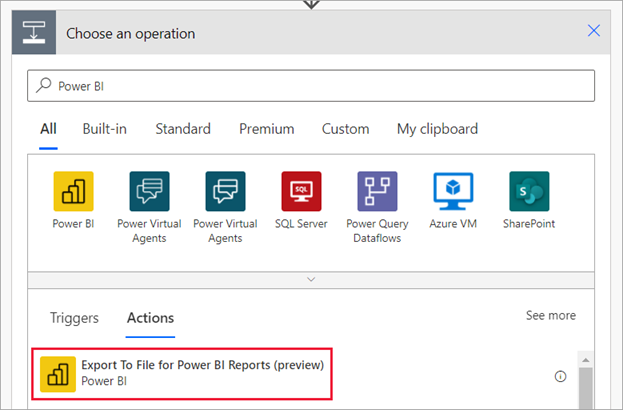 Choose an operation
Power BI
All Built-in Standard Premium Custom My clipboard
Power BI
Power Virtual
Agents
Power Virtual
Agents
SQL
SQL Server
Power Query
Dataflows
Azure VM
S
SharePoint
Triggers Actions See more
Export To File for Power BI Reports (preview)
Power BI